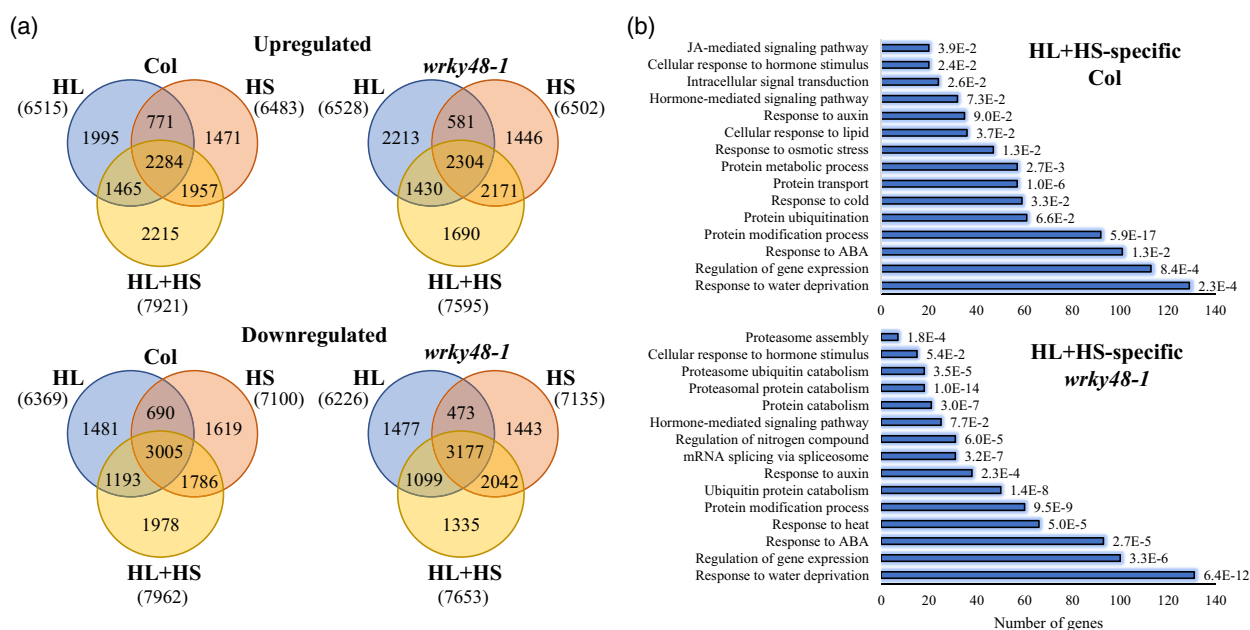 (a)
Upregulated
Col
HL
(6515)
HS
(6483)
1995
771
1471
2284
1465
1957
2215
HL+HS
(7921)
wrky48-1
HL
(6528)
HS
(6502)
2213
581
1446
2304
1430
2171
1690
HL+HS
(7595)
Downregulated
Col
HL
(6369)
HS
(7100)
1481
690
1619
3005
1193
1786
1978
HL+HS
(7962)
wrky48-1
HL
(6226)
HS
(7135)
1477
473
1443
3177
1099
2042
1335
HL+HS
(7653)
(b)
HL+HS-specific
Col
JA-mediated signaling pathway 3.9E-2
Cellular response to hormone stimulus 2.4E-2
Intracellular signal transduction 2.6E-2
Hormone-mediated signaling pathway 7.3E-2
Response to auxin 9.0E-2
Cellular response to lipid 3.7E-2
Response to osmotic stress 1.3E-2
Protein metabolic process 2.7E-3
Protein transport 1.0E-6
Response to cold 3.3E-2
Protein ubiquitination 6.6E-2
Protein modification process 5.9E-17
Response to ABA 1.3E-2
Regulation of gene expression 8.4E-4
Response to water deprivation 2.3E-4
0 20 40 60 80 100 120 140
HL+HS-specific
wrky48-1
Proteasome assembly 1.8E-4
Cellular response to hormone stimulus 5.4E-2
Proteasome ubiquitin catabolism 3.5E-5
Proteasomal protein catabolism 1.0E-14
Protein catabolism 3.0E-7
Hormone-mediated signaling pathway 7.7E-2
Regulation of nitrogen compound 6.0E-5
mRNA splicing via spliceosome 3.2E-7
Response to auxin 2.3E-4
Ubiquitin protein catabolism 1.4E-8
Protein modification process 9.5E-9
Response to heat 5.0E-5
Response to ABA 2.7E-5
Regulation of gene expression 3.3E-6
Response to water deprivation 6.4E-12
0 20 40 60 80 100 120 140
Number of genes